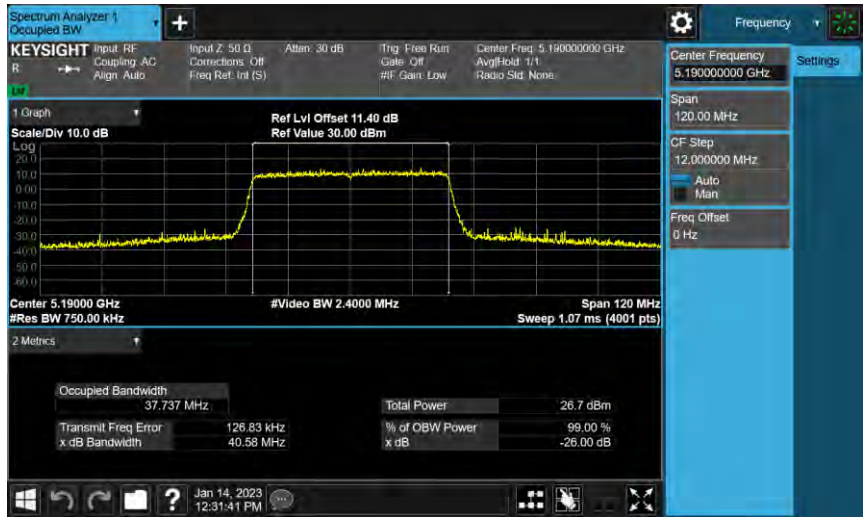 Spectrum Analyzer 1
Occupied BW
Frequency
KEYSIGHT
R
Input: RF
Coupling: AC
Align: Auto
Input Z: 50 Ω
Corrections: Off
Freq Ref: Int (S)
Atten: 30 dB
Trig: Free Run
Gate: Off
#IF Gain: Low
Center Freq: 5.190000000 GHz
Avg|Hold: 1/1
Radio Std: None
1 Graph
Scale/Div 10.0 dB
Ref Lvl Offset 11.40 dB
Ref Value 30.00 dBm
Log
20.0
10.0
0.00
-10.0
-20.0
-30.0
-40.0
-50.0
-60.0
Center 5.19000 GHz
#Res BW 750.00 kHz
#Video BW 2.4000 MHz
Span 120 MHz
Sweep 1.07 ms (4001 pts)
2 Metrics
Occupied Bandwidth
37.737 MHz
Transmit Freq Error 126.83 kHz
x dB Bandwidth 40.58 MHz
Total Power 26.7 dBm
% of OBW Power 99.00 %
x dB -26.00 dB
Jan 14, 2023
12:31:41 PM
Center Frequency
5.190000000 GHz
Span
120.00 MHz
CF Step
12.000000 MHz
Auto
Man
Freq Offset
0 Hz
Settings